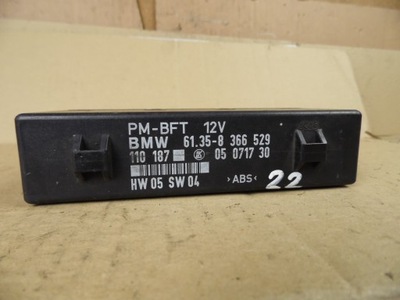 PM-BFT 12V
BMW 61.35-8 366 529
110 187 05 0717 30
HW 05 SW 04 >ABS< 22